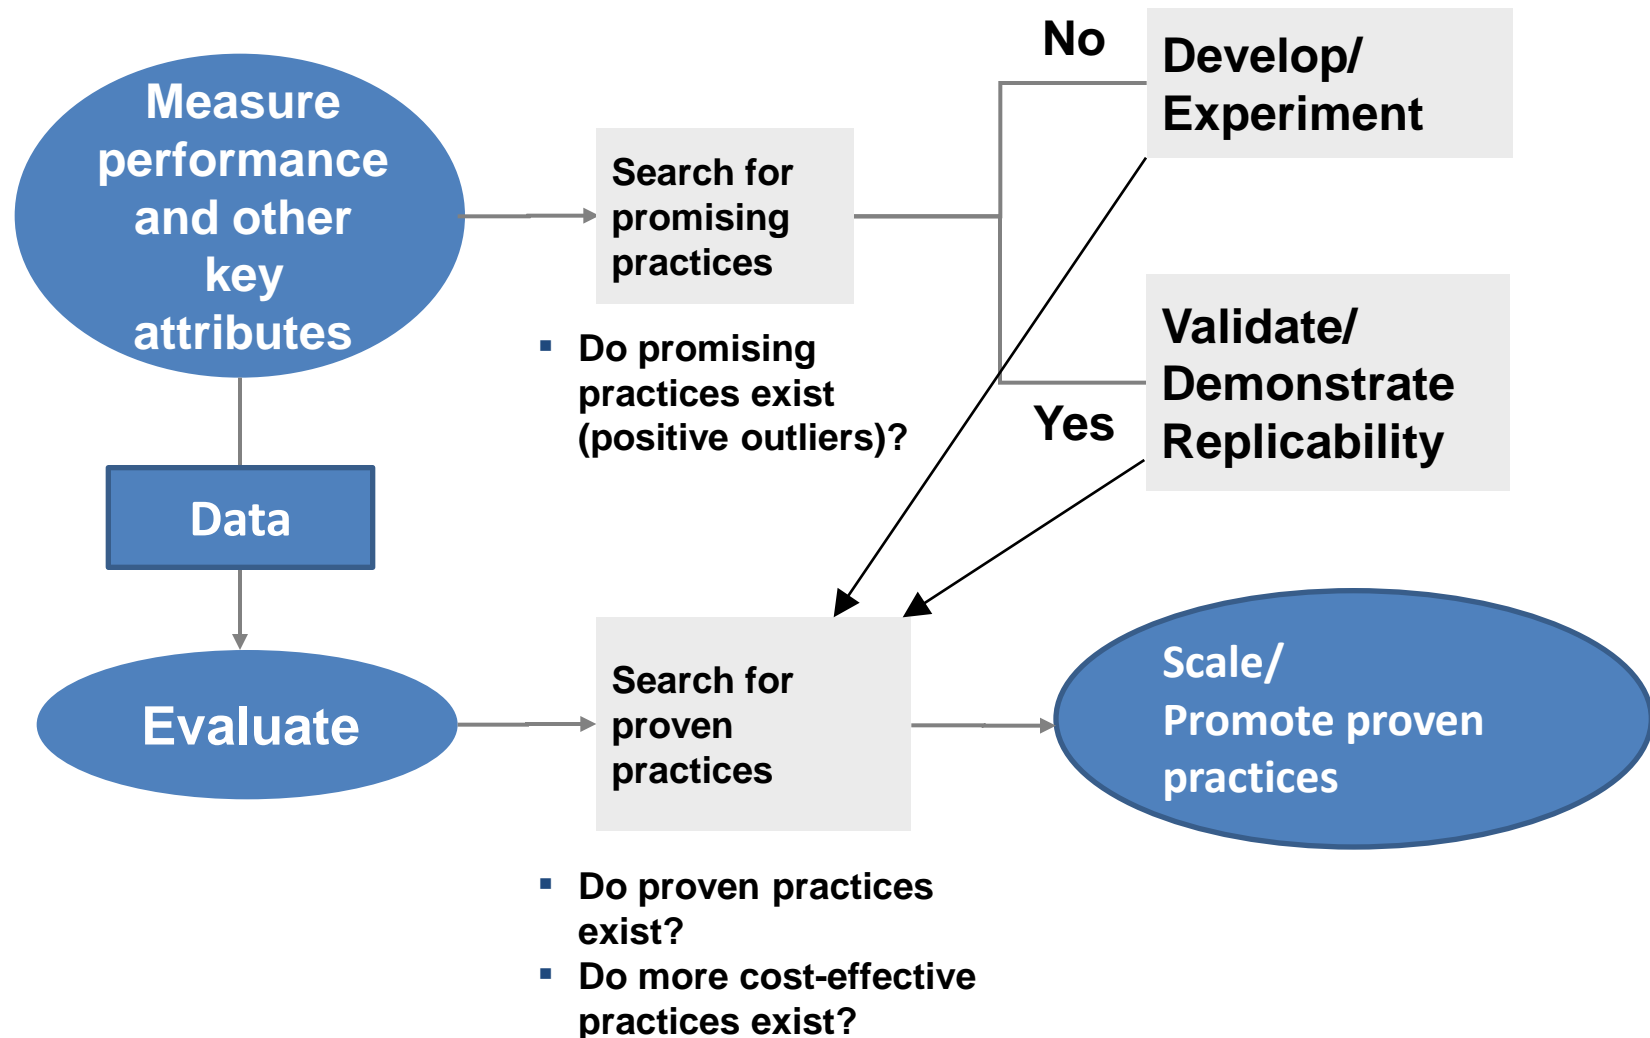 Measure
performance
and other
key
attributes
Search for
promising
practices
▪ Do promising
practices exist
(positive outliers)?
No
Develop/
Experiment
Yes
Validate/
Demonstrate
Replicability
Data
Evaluate
Search for
proven
practices
▪ Do proven practices
exist?
▪ Do more cost-effective
practices exist?
Scale/
Promote proven
practices